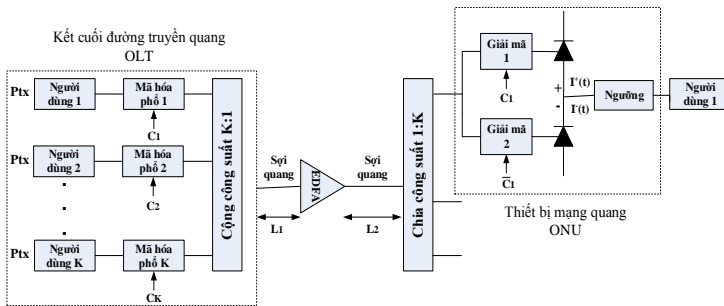 Kết cuối đường truyền quang
OLT
Ptx
Người
dùng 1
Mã hóa
phổ 1
C1
Ptx
Người
dùng 2
Mã hóa
phổ 2
C2
Ptx
Người
dùng K
Mã hóa
phổ K
CK
Cộng công suất K:1
Sợi
quang
L1
EDFA
Sợi
quang
L2
Chia công suất 1:K
Giải mã
1
C1
Giải mã
2
C̅1
+
-
I+(t)
I-(t)
Ngưỡng
Người
dùng 1
Thiết bị mạng quang
ONU